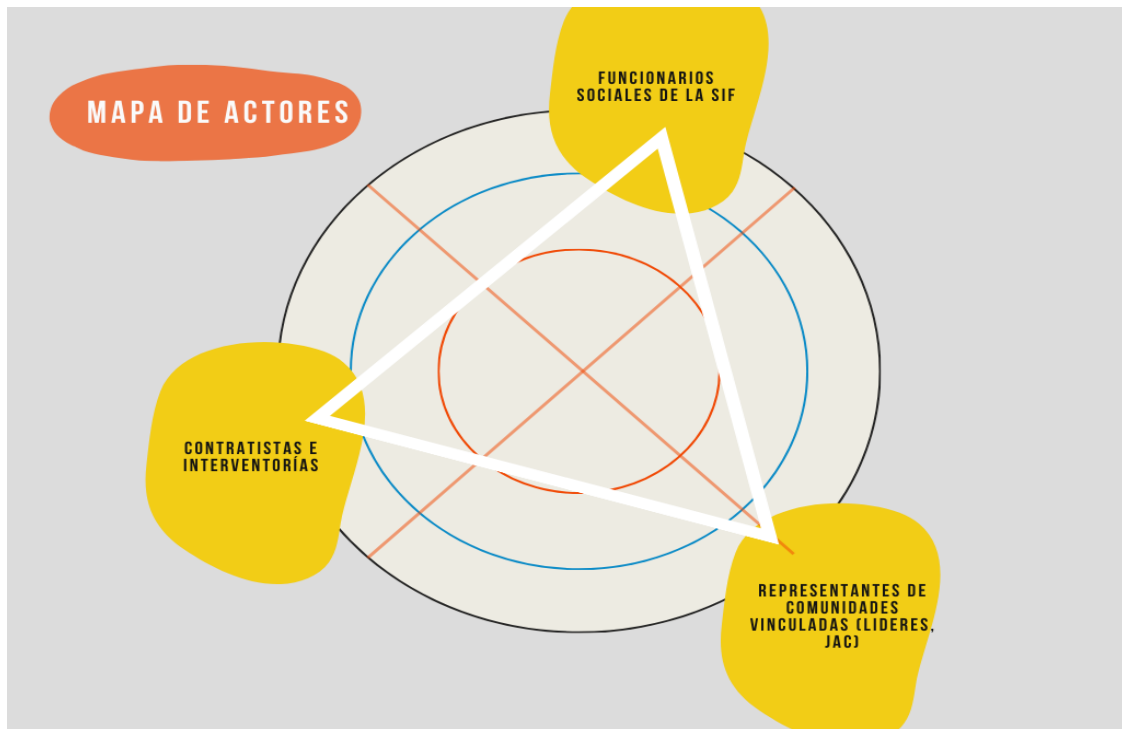 MAPA DE ACTORES
FUNCIONARIOS
SOCIALES DE LA SIF
CONTRATISTAS E
INTERVENTORÍAS
REPRESENTANTES DE
COMUNIDADES
VINCULADAS (LIDERES,
JAC)